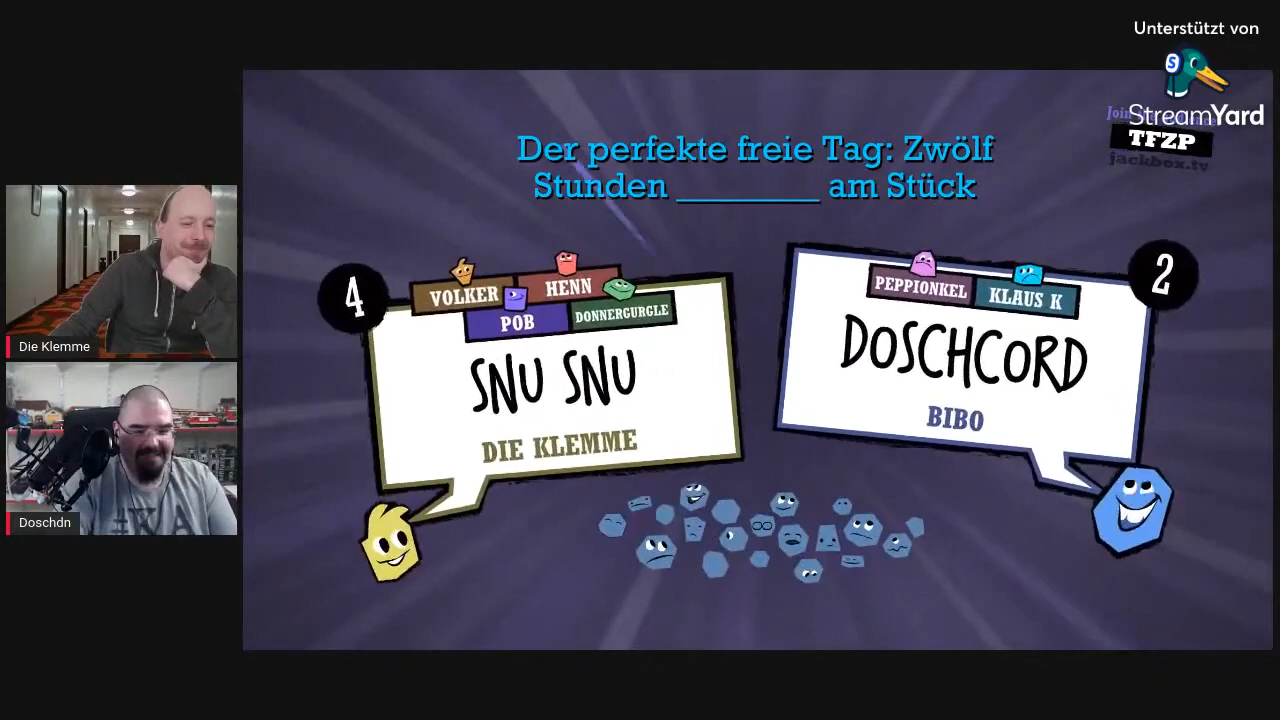 Unterstützt von
StreamYard
TFZP
jackbox.tv
Der perfekte freie Tag: Zwölf
Stunden ________ am Stück
4
VOLKER
HENN
POB
DONNERGURGLE
SNU SNU
DIE KLEMME
2
PEPPIONKEL
KLAUS K
DOSCHCORD
BIBO
Die Klemme
Doschdn